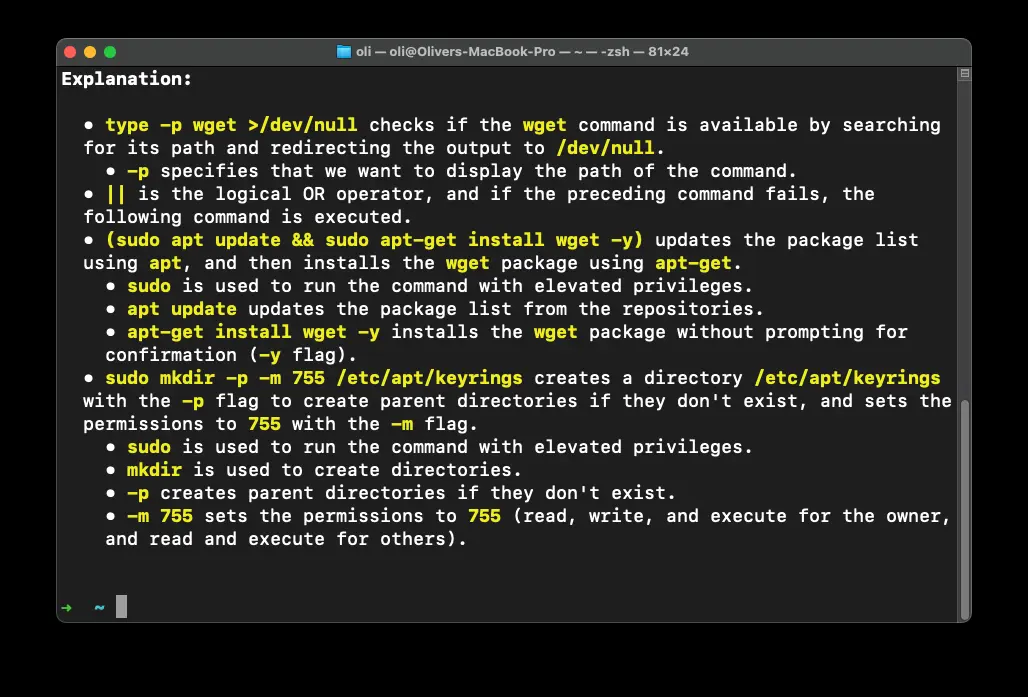 oli — oli@Olivers-MacBook-Pro — ~ — -zsh — 81×24
Explanation:
• type -p wget >/dev/null checks if the wget command is available by searching
for its path and redirecting the output to /dev/null.
• -p specifies that we want to display the path of the command.
• || is the logical OR operator, and if the preceding command fails, the
following command is executed.
• (sudo apt update && sudo apt-get install wget -y) updates the package list
using apt, and then installs the wget package using apt-get.
• sudo is used to run the command with elevated privileges.
• apt update updates the package list from the repositories.
• apt-get install wget -y installs the wget package without prompting for
confirmation (-y flag).
• sudo mkdir -p -m 755 /etc/apt/keyrings creates a directory /etc/apt/keyrings
with the -p flag to create parent directories if they don't exist, and sets the
permissions to 755 with the -m flag.
• sudo is used to run the command with elevated privileges.
• mkdir is used to create directories.
• -p creates parent directories if they don't exist.
• -m 755 sets the permissions to 755 (read, write, and execute for the owner,
and read and execute for others).
➜ ~